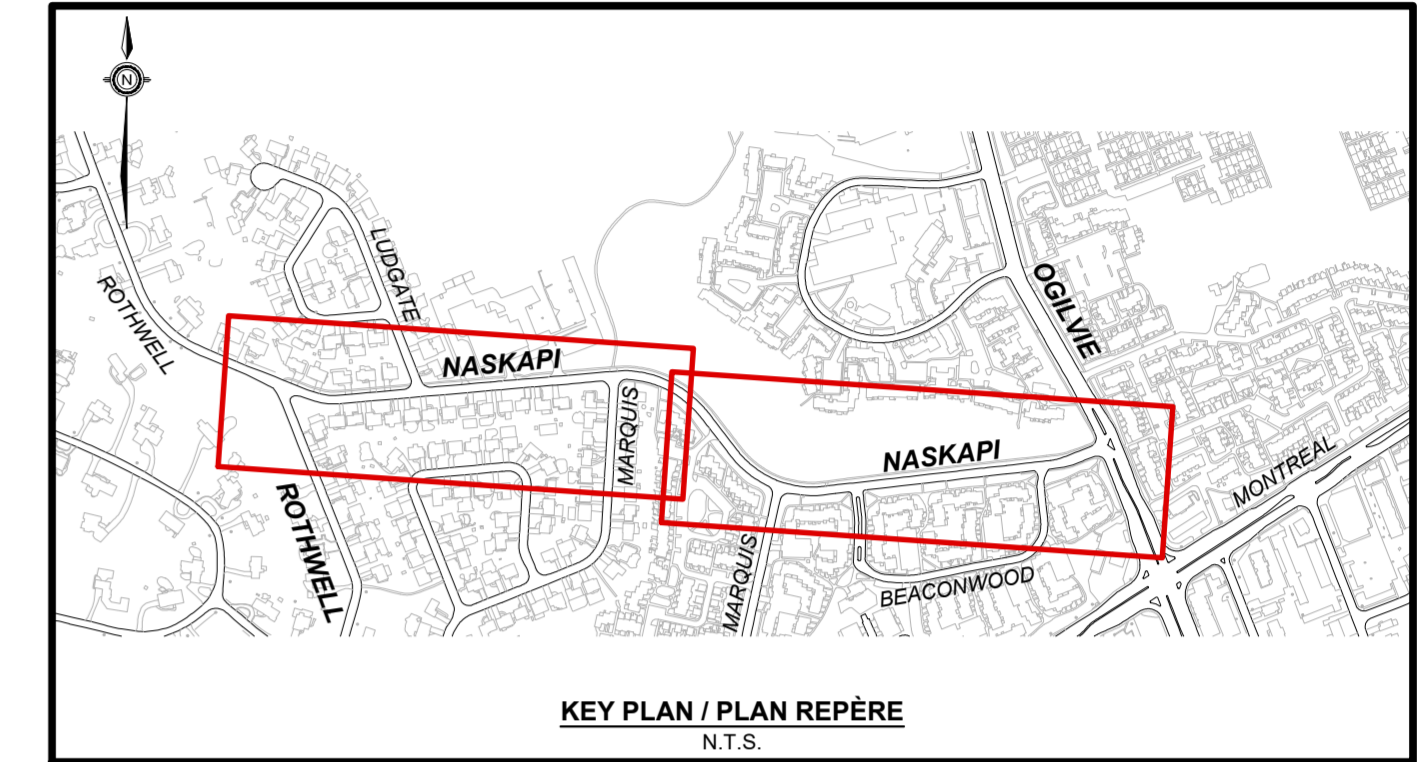 N
ROTHWELL
LUDGATE
NASKAPI
MARQUIS
OGILVIE
ROTHWELL
NASKAPI
MONTREAL
MARQUIS
BEACONWOOD
KEY PLAN / PLAN REPÈRE
N.T.S.